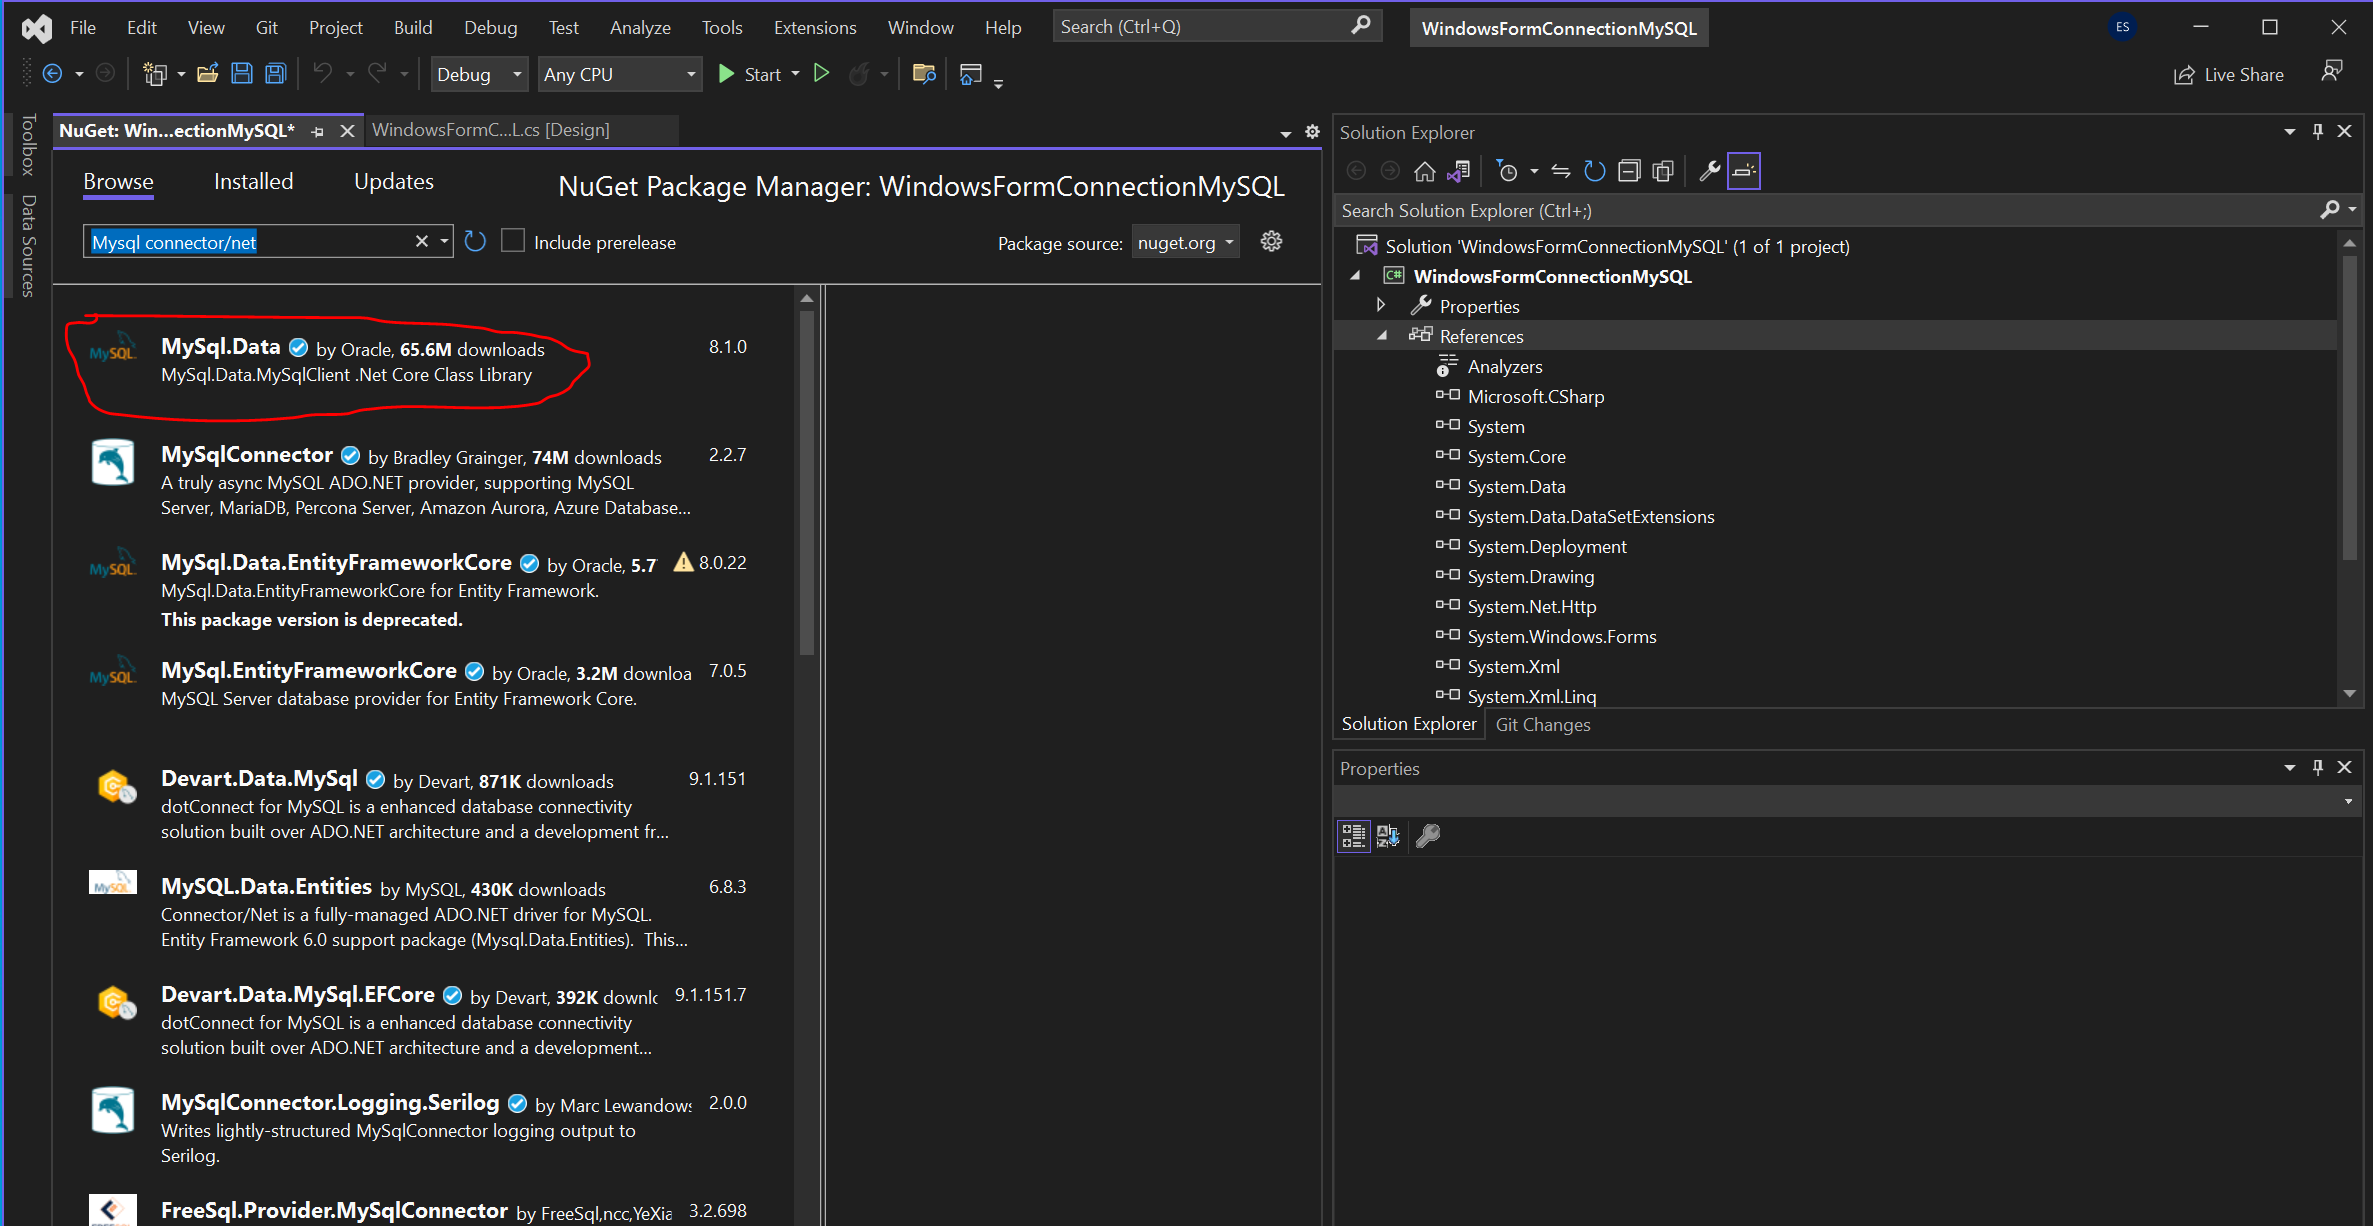 File Edit View Git Project Build Debug Test Analyze Tools Extensions Window Help Search (Ctrl+Q) WindowsFormConnectionMySQL ES
Debug Any CPU Start Live Share
Toolbox
Data Sources
NuGet: Win...ectionMySQL* WindowsFormC...L.cs [Design]
Browse Installed Updates NuGet Package Manager: WindowsFormConnectionMySQL
Mysql connector/net Include prerelease Package source: nuget.org
MySQL
MySql.Data by Oracle, 65.6M downloads 8.1.0
MySql.Data.MySqlClient .Net Core Class Library
MySqlConnector by Bradley Grainger, 74M downloads 2.2.7
A truly async MySQL ADO.NET provider, supporting MySQL
Server, MariaDB, Percona Server, Amazon Aurora, Azure Database...
MySQL
MySql.Data.EntityFrameworkCore by Oracle, 5.7 8.0.22
MySql.Data.EntityFrameworkCore for Entity Framework.
This package version is deprecated.
MySQL
MySql.EntityFrameworkCore by Oracle, 3.2M downloa 7.0.5
MySQL Server database provider for Entity Framework Core.
Devart.Data.MySql by Devart, 871K downloads 9.1.151
dotConnect for MySQL is a enhanced database connectivity
solution built over ADO.NET architecture and a development fr...
MySQL
MySQL.Data.Entities by MySQL, 430K downloads 6.8.3
Connector/Net is a fully-managed ADO.NET driver for MySQL.
Entity Framework 6.0 support package (Mysql.Data.Entities). This...
Devart.Data.MySql.EFCore by Devart, 392K downlo 9.1.151.7
dotConnect for MySQL is a enhanced database connectivity
solution built over ADO.NET architecture and a development...
MySqlConnector.Logging.Serilog by Marc Lewandows 2.0.0
Writes lightly-structured MySqlConnector logging output to
Serilog.
FreeSql.Provider.MySqlConnector by FreeSql,ncc,YeXia 3.2.698
Solution Explorer
Search Solution Explorer (Ctrl+;)
Solution 'WindowsFormConnectionMySQL' (1 of 1 project)
C# WindowsFormConnectionMySQL
Properties
References
Analyzers
Microsoft.CSharp
System
System.Core
System.Data
System.Data.DataSetExtensions
System.Deployment
System.Drawing
System.Net.Http
System.Windows.Forms
System.Xml
System.Xml.Linq
Solution Explorer Git Changes
Properties